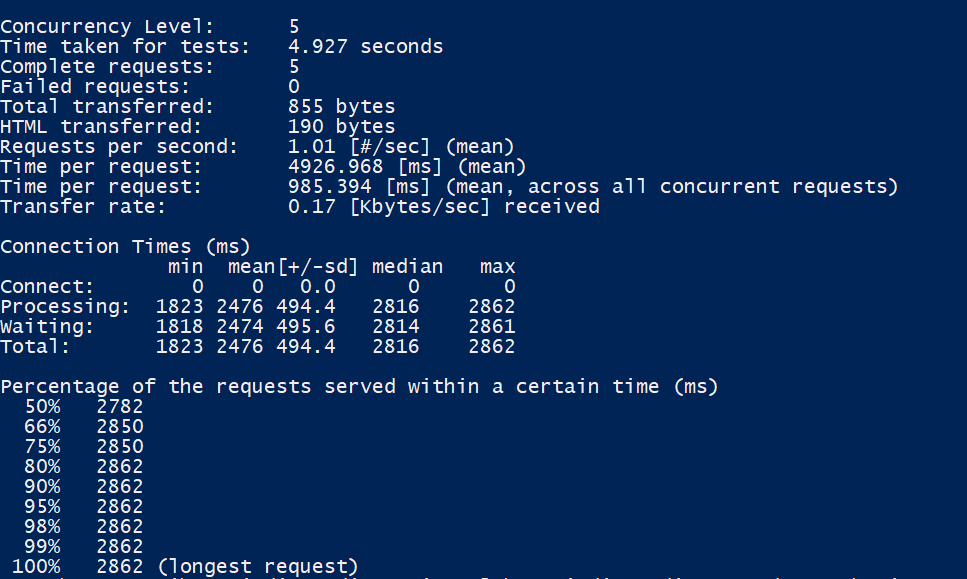 Concurrency Level:      5
Time taken for tests:   4.927 seconds
Complete requests:      5
Failed requests:        0
Total transferred:      855 bytes
HTML transferred:       190 bytes
Requests per second:    1.01 [#/sec] (mean)
Time per request:       4926.968 [ms] (mean)
Time per request:       985.394 [ms] (mean, across all concurrent requests)
Transfer rate:          0.17 [Kbytes/sec] received
Connection Times (ms)
              min  mean[+/-sd] median   max
Connect:        0    0   0.0      0       0
Processing:  1823 2476 494.4   2816    2862
Waiting:     1818 2474 495.6   2814    2861
Total:       1823 2476 494.4   2816    2862
Percentage of the requests served within a certain time (ms)
  50%   2782
  66%   2850
  75%   2850
  80%   2862
  90%   2862
  95%   2862
  98%   2862
  99%   2862
 100%   2862 (longest request)